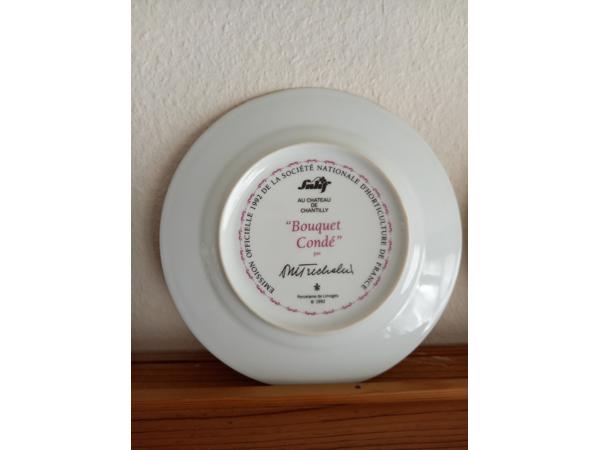 EMISSION OFFICIELLE 1992 DE LA SOCIÉTÉ NATIONALE D'HORTICULTURE DE FRANCE
Snhf
AU CHATEAU
DE
CHANTILLY
"Bouquet
Condé"
par
Porcelaine de Limoges
© 1992